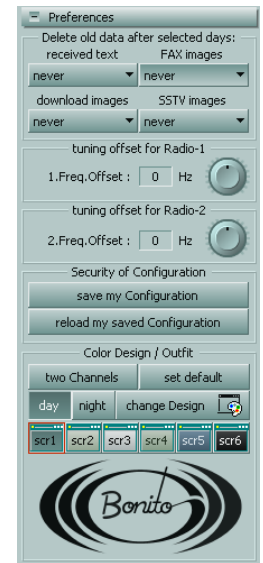 Preferences
Delete old data after selected days:
received text FAX images
never never
download images SSTV images
never never
tuning offset for Radio-1
1.Freq.Offset : 0 Hz
tuning offset for Radio-2
2.Freq.Offset : 0 Hz
Security of Configuration
save my Configuration
reload my saved Configuration
Color Design / Outfit
two Channels set default
day night change Design
scr1 scr2 scr3 scr4 scr5 scr6
Bonito